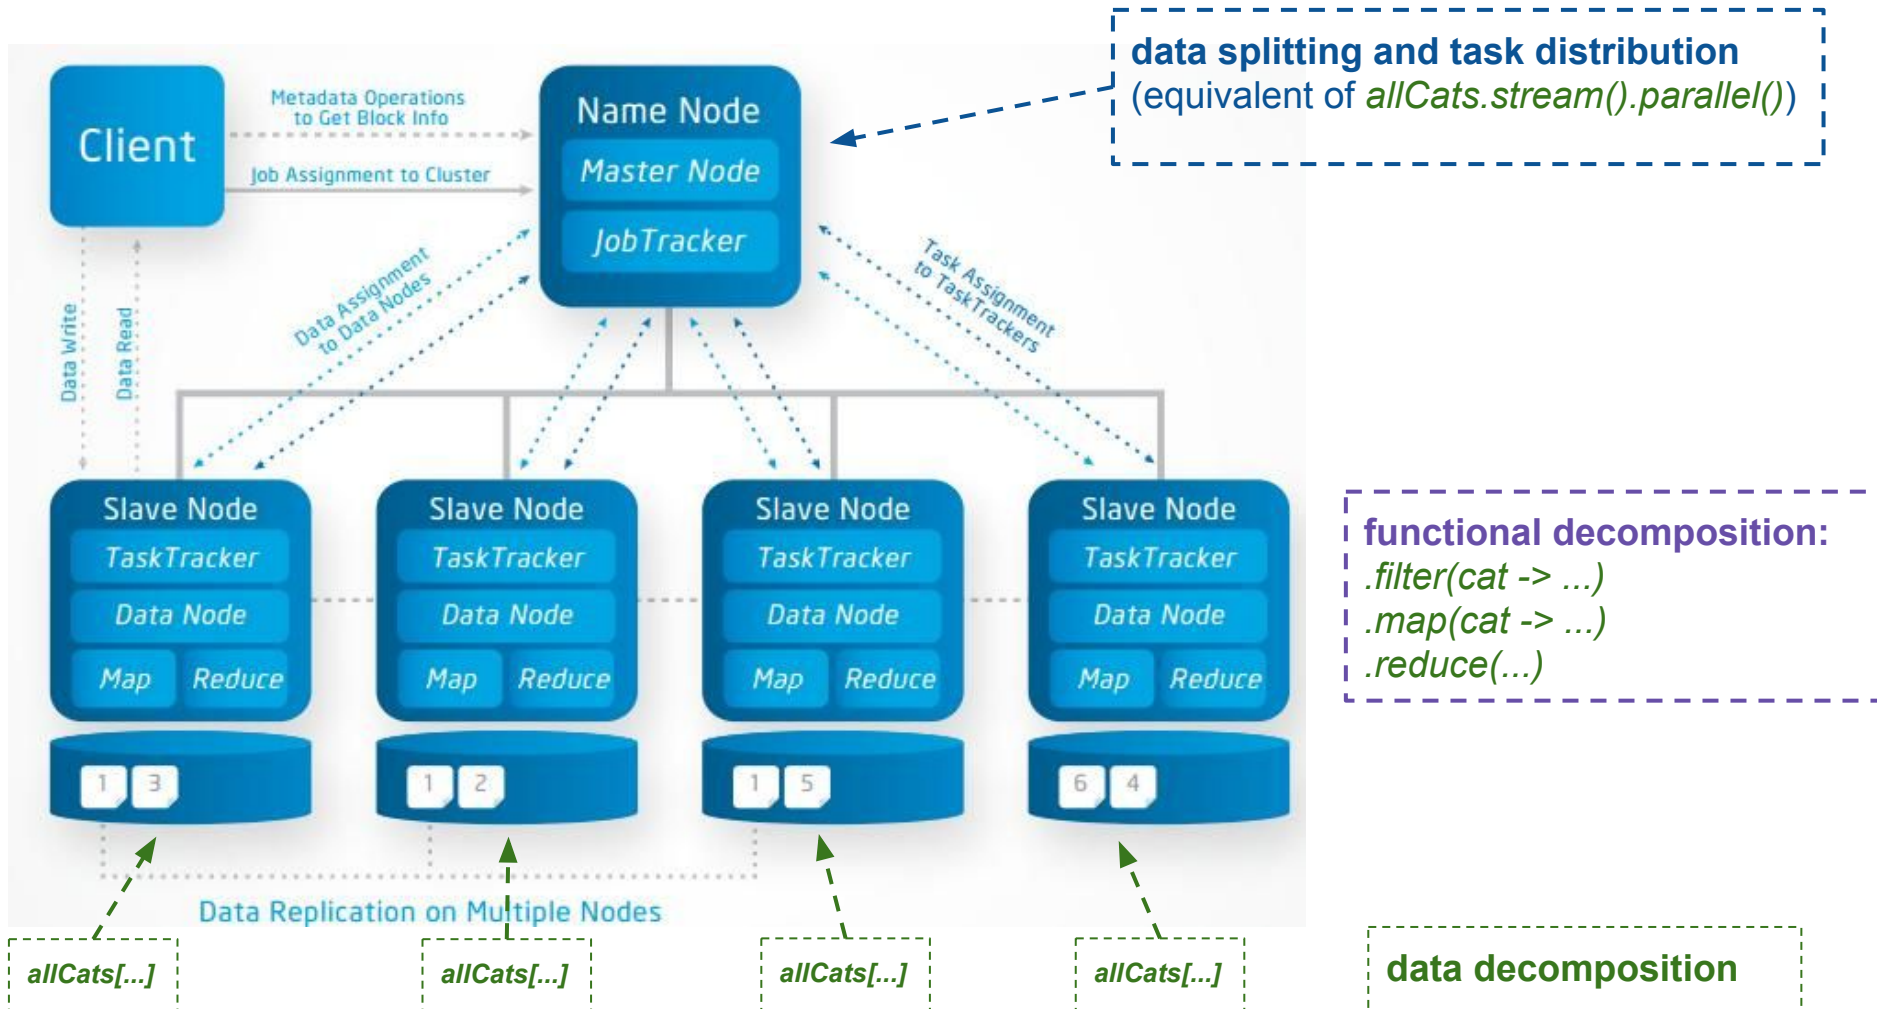 data splitting and task distribution
(equivalent of allCats.stream().parallel())
Client
Metadata Operations
to Get Block Info
Job Assignment to Cluster
Name Node
Master Node
JobTracker
Data Write
Data Read
Data Assignment
to Data Nodes
Task Assignment
to TaskTrackers
Slave Node
TaskTracker
Data Node
Map Reduce
1 3
Slave Node
TaskTracker
Data Node
Map Reduce
1 2
Slave Node
TaskTracker
Data Node
Map Reduce
1 5
Slave Node
TaskTracker
Data Node
Map Reduce
6 4
functional decomposition:
.filter(cat -> ...)
.map(cat -> ...)
.reduce(...)
Data Replication on Multiple Nodes
allCats[...]
allCats[...]
allCats[...]
allCats[...]
data decomposition